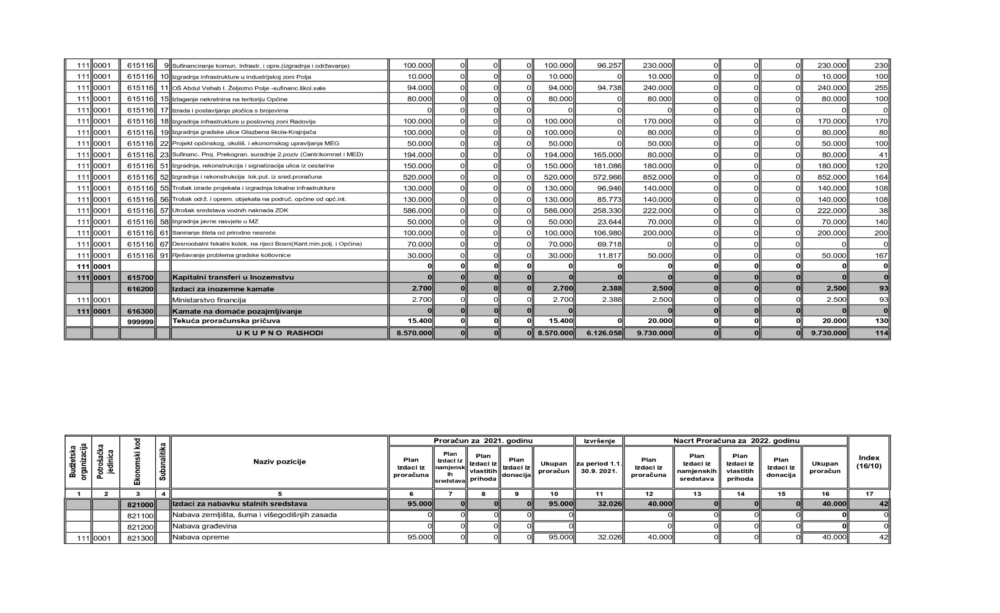 111 0001 615116 9 Sufinanciranje komun. Infrastr. i opre.(izgradnja i održavanje) 100.000 0 0 0 100.000 96.257 230.000 0 0 0 230.000 230
111 0001 615116 10 Izgradnja infrastrukture u industrijskoj zoni Polja 10.000 0 0 0 10.000 0 10.000 0 0 0 10.000 100
111 0001 615116 11 OŠ Abdul Vehab I. Željezno Polje -sufinanc.škol.sale 94.000 0 0 0 94.000 94.738 240.000 0 0 0 240.000 255
111 0001 615116 15 Izlaganje nekretnina na teritoriju Općine 80.000 0 0 0 80.000 0 80.000 0 0 0 80.000 100
111 0001 615116 17 Izrada i postavljanje pločica s brojevima 0 0 0 0 0 0 0 0 0 0 0 0
111 0001 615116 18 Izgradnja infrastrukture u poslovnoj zoni Radovlje 100.000 0 0 0 100.000 0 170.000 0 0 0 170.000 170
111 0001 615116 19 Izgradnja gradske ulice Glazbena škola-Krajnjača 100.000 0 0 0 100.000 0 80.000 0 0 0 80.000 80
111 0001 615116 22 Projekt općinskog, okoliš. i ekonomskog upravljanja MEG 50.000 0 0 0 50.000 0 50.000 0 0 0 50.000 100
111 0001 615116 23 Sufinanc. Proj. Prekogran. suradnje 2.poziv (Centrikomnet i MED) 194.000 0 0 0 194.000 165.000 80.000 0 0 0 80.000 41
111 0001 615116 51 Izgradnja, rekonstrukcija i signalizacija ulica iz cestarine 150.000 0 0 0 150.000 181.086 180.000 0 0 0 180.000 120
111 0001 615116 52 Izgradnja i rekonstrukcija lok.put. iz sred.proračuna 520.000 0 0 0 520.000 572.966 852.000 0 0 0 852.000 164
111 0001 615116 55 Trošak izrade projekata i izgradnja lokalne infrastrukture 130.000 0 0 0 130.000 96.946 140.000 0 0 0 140.000 108
111 0001 615116 56 Trošak održ. i oprem. objekata na područ. općine od opć.int. 130.000 0 0 0 130.000 85.773 140.000 0 0 0 140.000 108
111 0001 615116 57 Utrošak sredstava vodnih naknada ZDK 586.000 0 0 0 586.000 258.330 222.000 0 0 0 222.000 38
111 0001 615116 58 Izgradnja javne rasvjete u MZ 50.000 0 0 0 50.000 23.644 70.000 0 0 0 70.000 140
111 0001 615116 61 Saniranje šteta od prirodne nesreće 100.000 0 0 0 100.000 106.980 200.000 0 0 0 200.000 200
111 0001 615116 67 Desnoobalni fekalni kolek. na rijeci Bosni(Kant.min.polj. i Općina) 70.000 0 0 0 70.000 69.718 0 0 0 0 0 0
111 0001 615116 91 Rješavanje problema gradske kotlovnice 30.000 0 0 0 30.000 11.817 50.000 0 0 0 50.000 167
111 0001 0 0 0 0 0 0 0 0 0 0 0 0
111 0001 615700 Kapitalni transferi u Inozemstvu 0 0 0 0 0 0 0 0 0 0 0 0
616200 Izdaci za inozemne kamate 2.700 0 0 0 2.700 2.388 2.500 0 0 0 2.500 93
111 0001 Ministarstvo financija 2.700 0 0 0 2.700 2.388 2.500 0 0 0 2.500 93
111 0001 616300 Kamate na domaće pozajmljivanje 0 0 0 0 0 0 0 0 0 0 0
999999 Tekuća proračunska pričuva 15.400 0 0 0 15.400 0 20.000 0 0 0 20.000 130
U K U P N O RASHODI 8.570.000 0 0 0 8.570.000 6.126.058 9.730.000 0 0 0 9.730.000 114
Budžetska organizacija
Potrošačka jedinica
Ekonomski kod
Subanalitika
Naziv pozicije
Proračun za 2021. godinu
Izvršenje
Nacrt Proračuna za 2022. godinu
Index
(16/10)
Plan
Izdaci iz
proračuna
Plan
Izdaci iz
namjensk
ih
sredstava
Plan
Izdaci iz
vlastitih
prihoda
Plan
Izdaci iz
donacija
Ukupan
proračun
za period 1.1.
30.9. 2021.
Plan
Izdaci iz
proračuna
Plan
Izdaci iz
namjenskih
sredstava
Plan
Izdaci iz
vlastitih
prihoda
Plan
Izdaci iz
donacija
Ukupan
proračun
1 2 3 4 5 6 7 8 9 10 11 12 13 14 15 16 17
821000 Izdaci za nabavku stalnih sredstava 95.000 0 0 0 95.000 32.026 40.000 0 0 0 40.000 42
821100 Nabava zemljišta, šuma i višegodišnjih zasada 0 0 0 0 0 0 0 0 0 0 0
821200 Nabava građevina 0 0 0 0 0 0 0 0 0 0 0
111 0001 821300 Nabava opreme 95.000 0 0 0 95.000 32.026 40.000 0 0 0 40.000 42